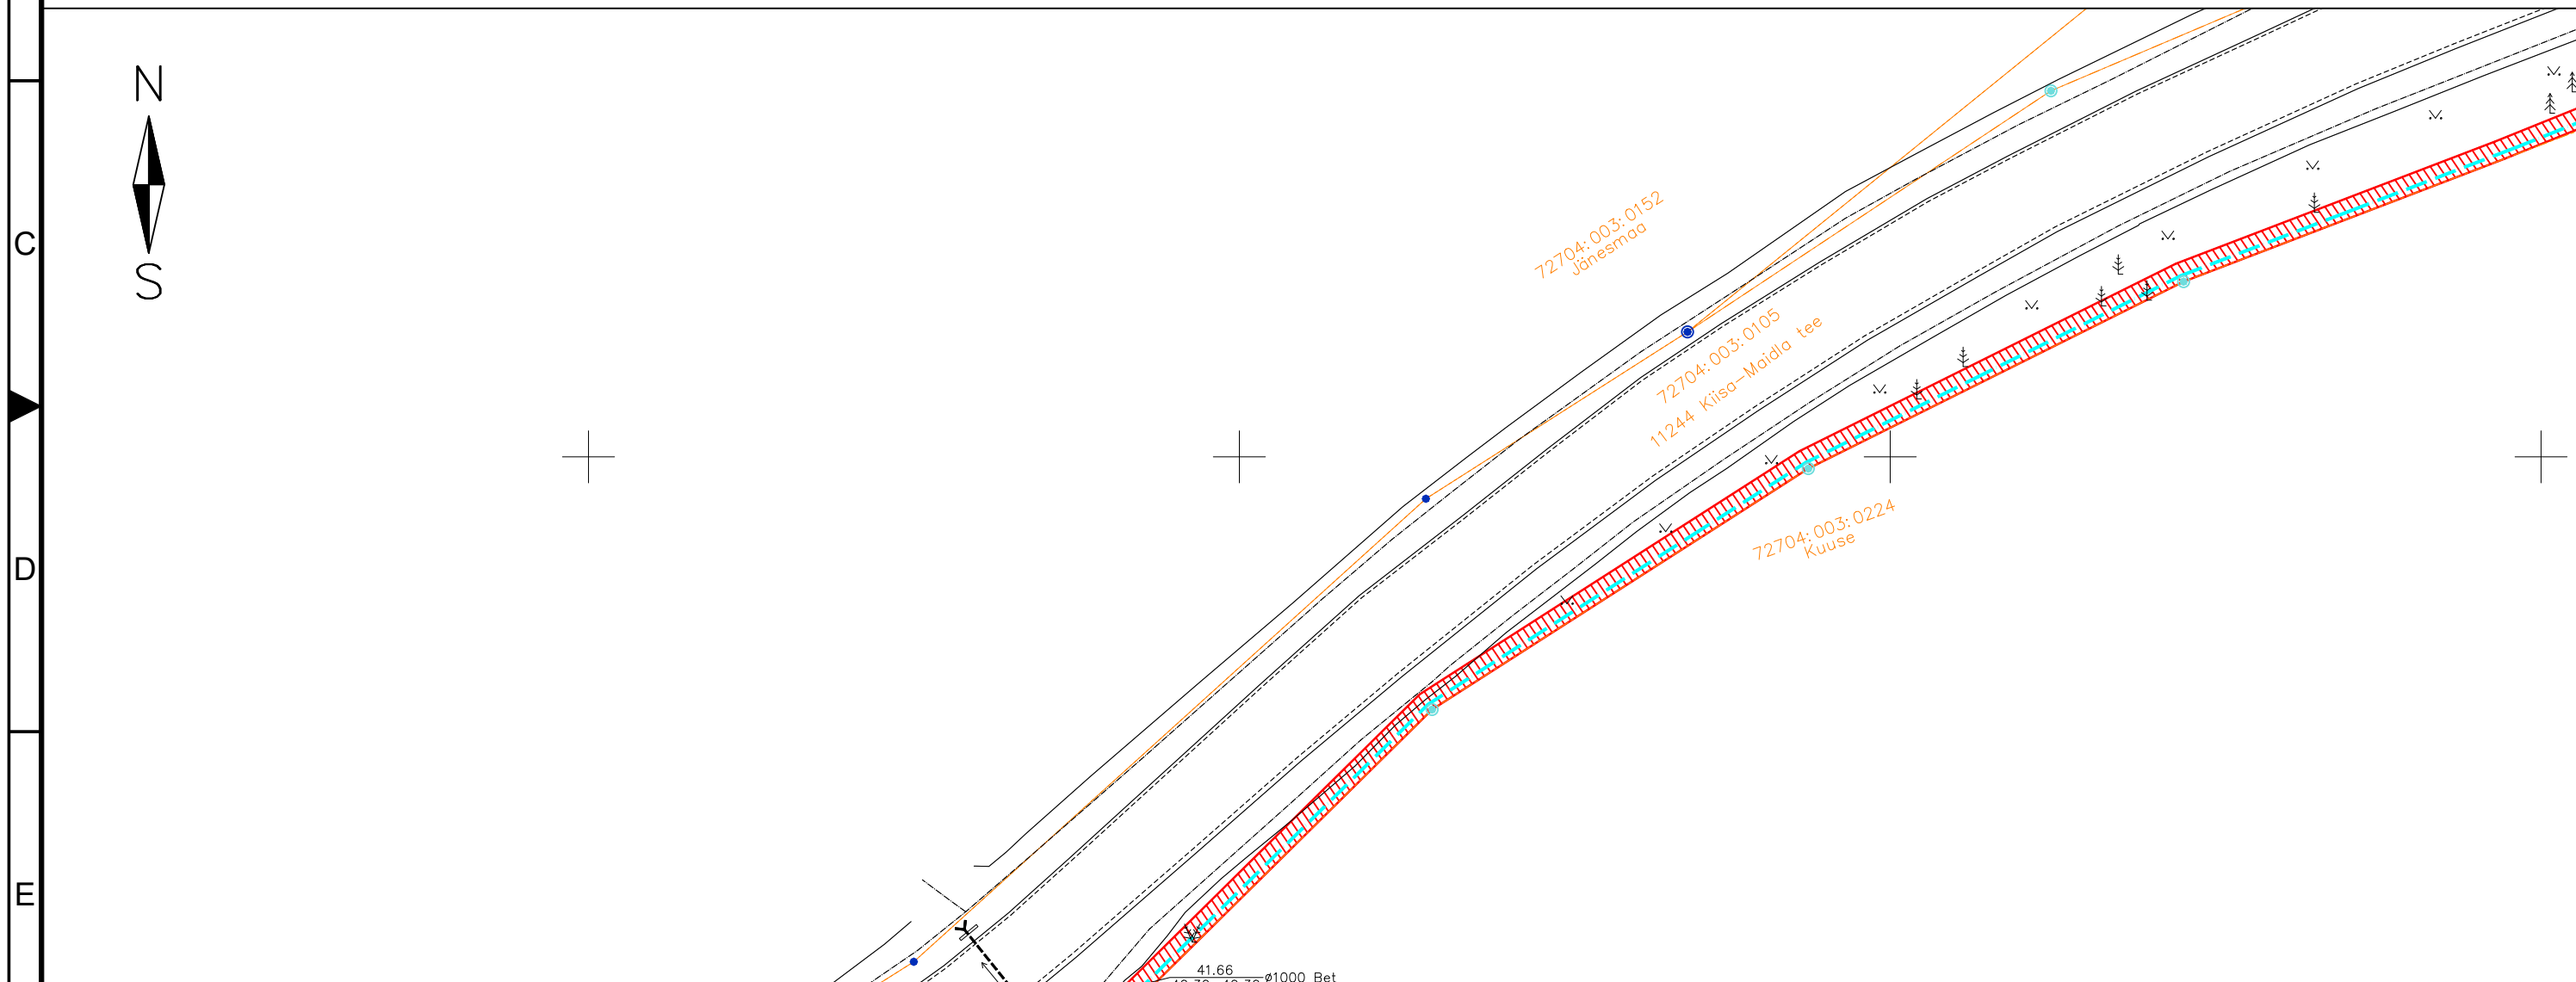 N
S
C
D
E
72704:003:0152
Jänesmaa
72704:003:0105
11244 Kiisa-Maidla tee
72704:003:0224
Kuuse
41.66
ø1000 Bet